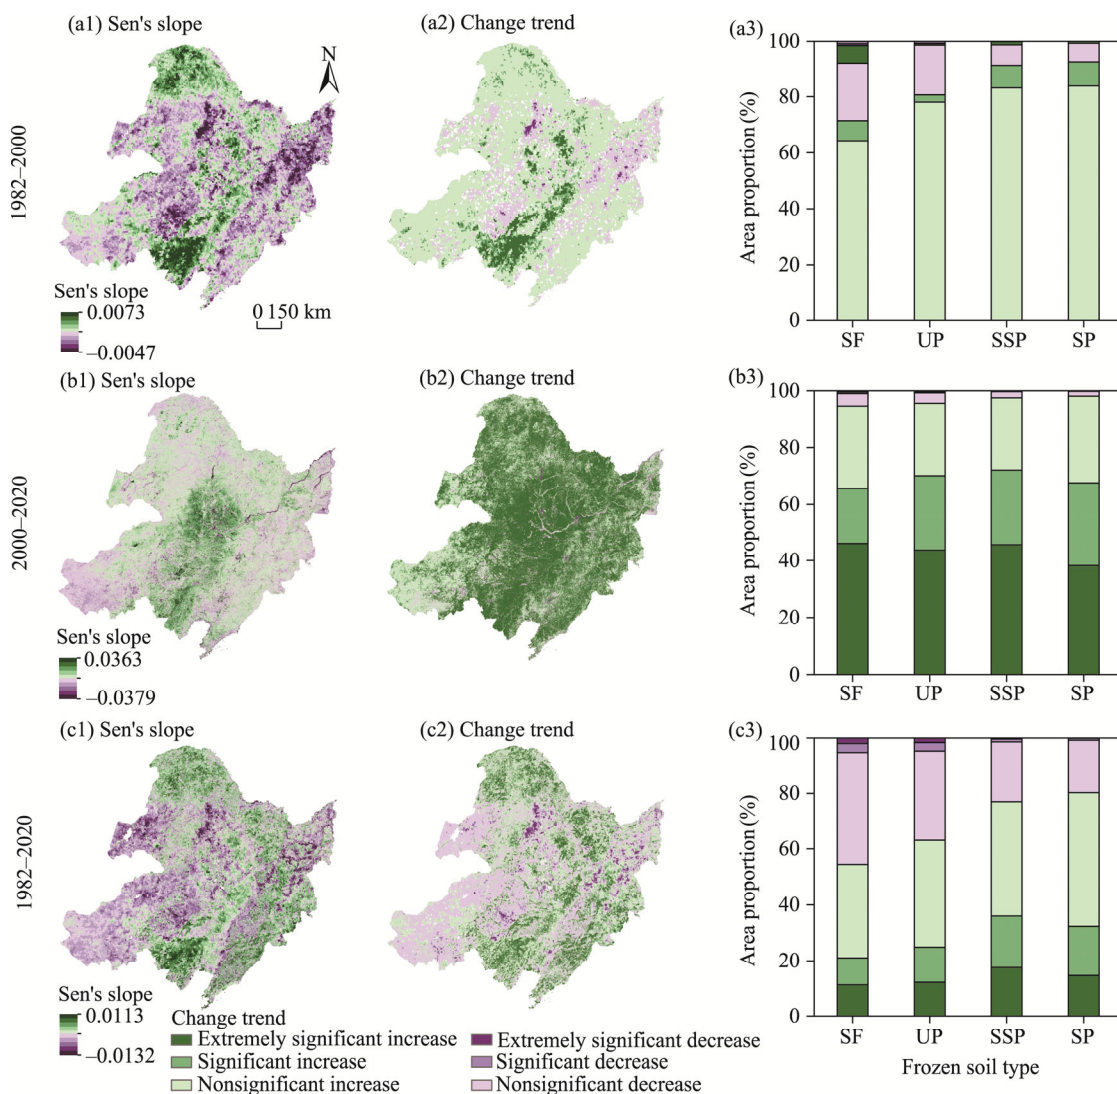 (a1) Sen's slope
(a2) Change trend
(a3)
N
1982–2000
Sen's slope
0.0073
–0.0047
0 150 km
Area proportion (%)
100
80
60
40
20
0
SF UP SSP SP
(b1) Sen's slope
(b2) Change trend
(b3)
2000–2020
Sen's slope
0.0363
–0.0379
Area proportion (%)
100
80
60
40
20
0
SF UP SSP SP
(c1) Sen's slope
(c2) Change trend
(c3)
1982–2020
Sen's slope
0.0113
–0.0132
Area proportion (%)
100
80
60
40
20
0
SF UP SSP SP
Frozen soil type
Change trend
Extremely significant increase
Significant increase
Nonsignificant increase
Extremely significant decrease
Significant decrease
Nonsignificant decrease